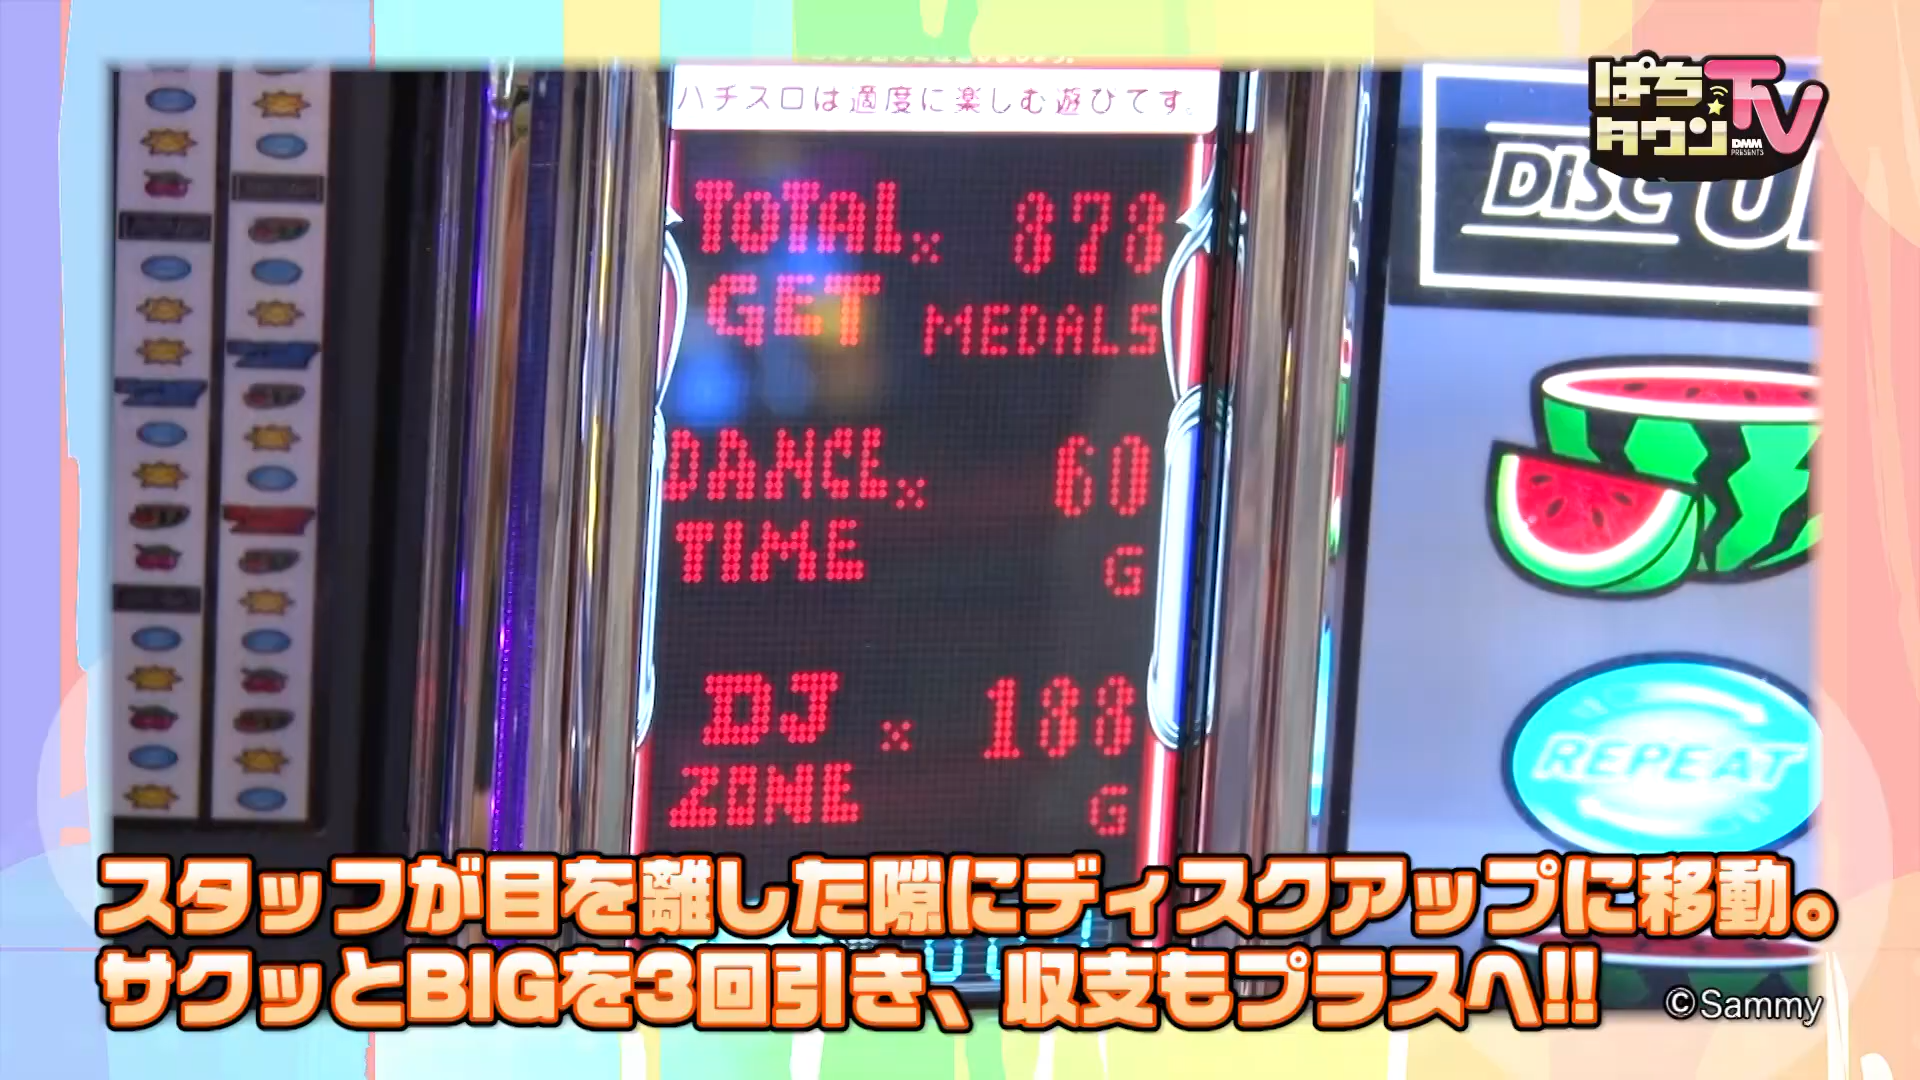 ぱちタウンTV
DMM PRESENTS
パチスロは適度に楽しむ遊びです。
DISC U
TOTAL × 878
GET MEDALS
DANCE × 60
TIME G
REPEAT
DJ × 100
ZONE G
スタッフが目を離した隙にディスクアップに移動。
サクッとBIGを3回引き、収支もプラスへ!!
©Sammy